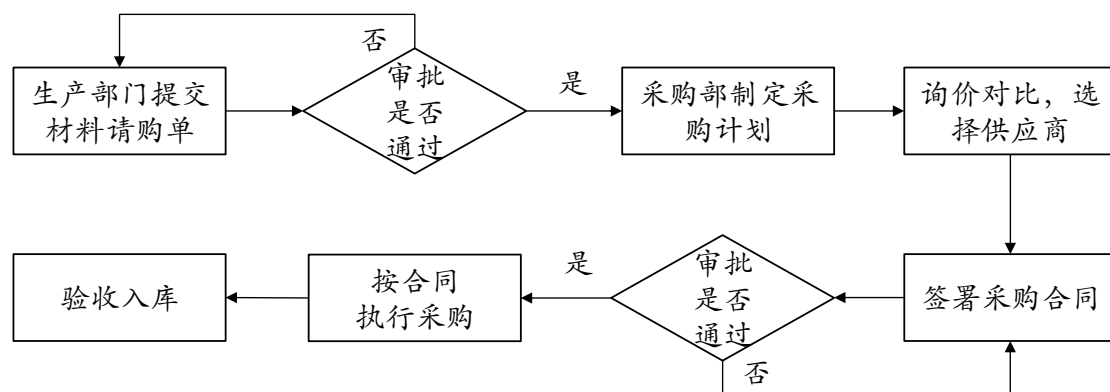 否
生产部门提交
材料请购单
审批
是否
通过
是
采购部制定采
购计划
询价对比，选
择供应商
验收入库
按合同
执行采购
是
审批
是否
通过
签署采购合同
否